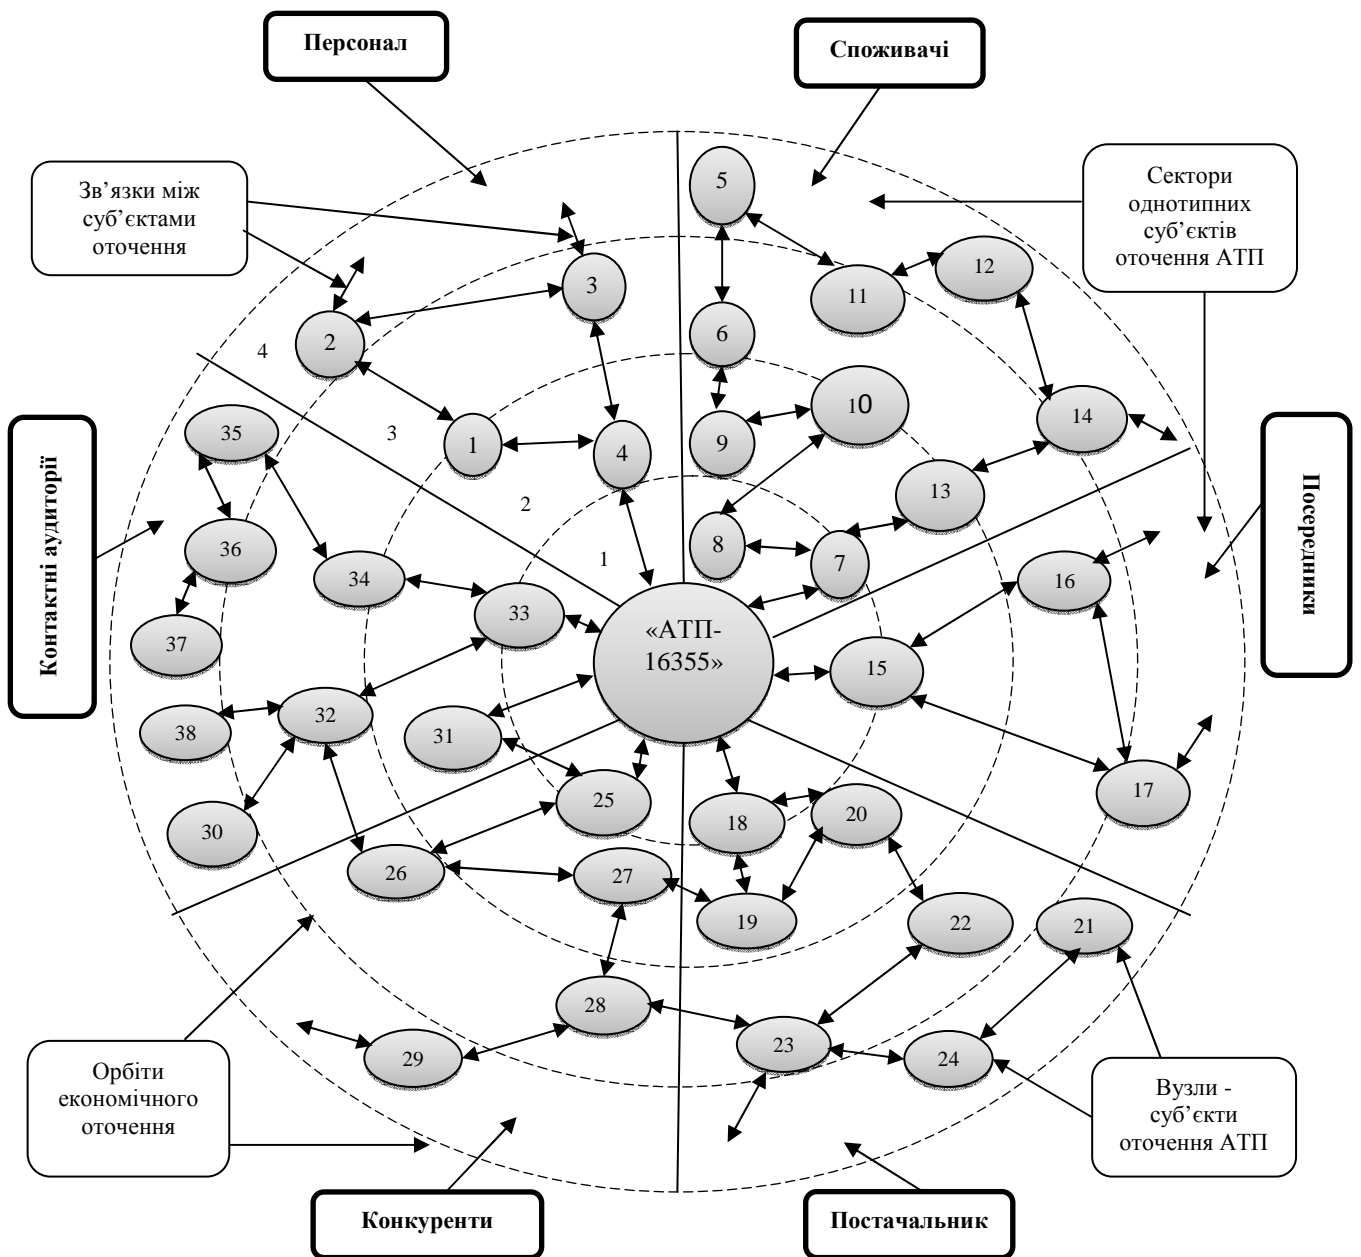 Персонал
Споживачі
Зв’язки між
суб’єктами
оточення
Сектори
однотипних
суб’єктів
оточення АТП
5
3
12
11
2
6
4
10
14
35
3
1
9
4
13
2
36
8
7
34
1
16
33
«АТП-
16355»
37
15
32
38
31
17
25
18
20
30
26
27
19
22
21
28
23
24
29
Контактні аудиторії
Посередники
Орбіти
економічного
оточення
Вузли -
суб’єкти
оточення АТП
Конкуренти
Постачальник